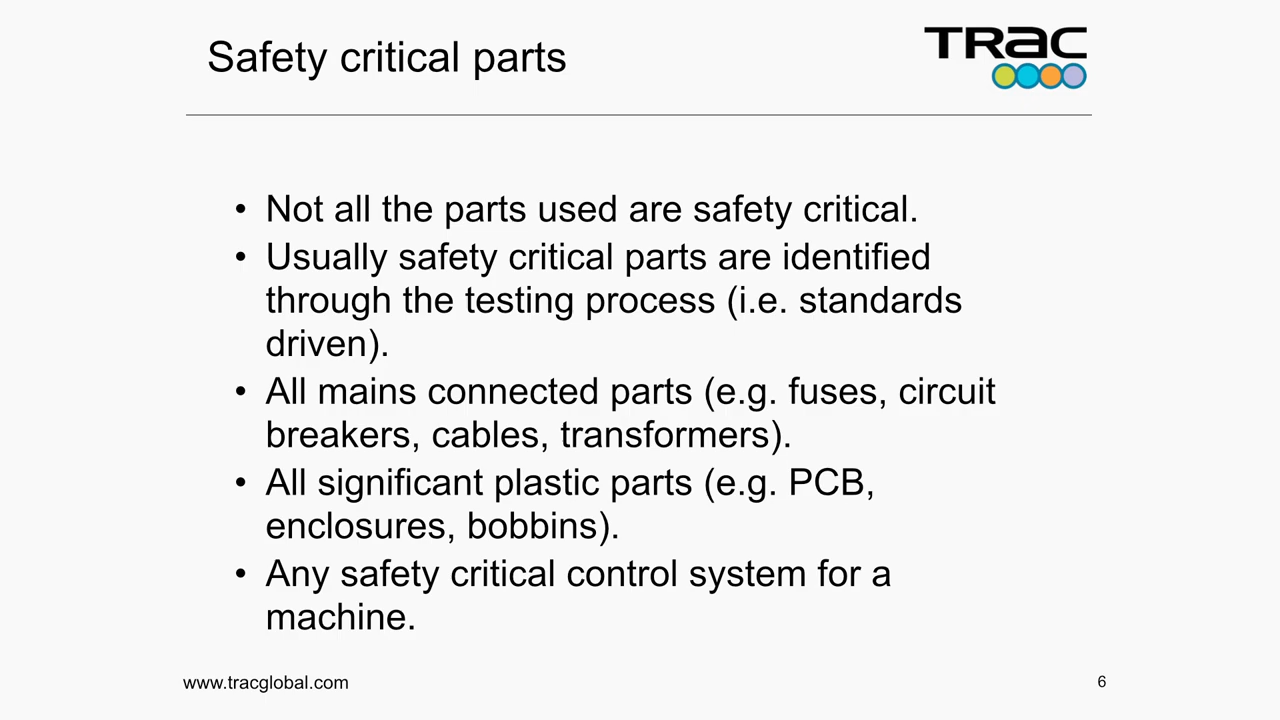 Safety critical parts
TRaC
• Not all the parts used are safety critical.
• Usually safety critical parts are identified
through the testing process (i.e. standards
driven).
• All mains connected parts (e.g. fuses, circuit
breakers, cables, transformers).
• All significant plastic parts (e.g. PCB,
enclosures, bobbins).
• Any safety critical control system for a
machine.
www.tracglobal.com
6